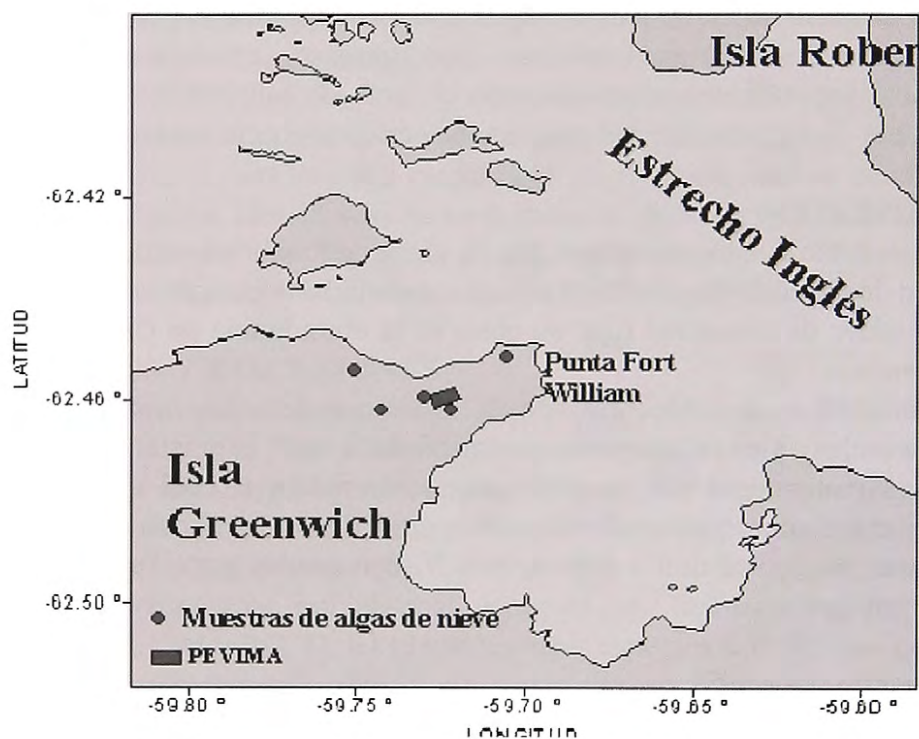 Isla Rober
Estrecho Inglés
-62.42 °
LATITUD
Punta Fort
William
-62.40 °
Isla
Greenwich
-62.50 °
Muestras de algas de nieve
PEVIMA
-59.80 °
-59.75 °
-59.70 °
-59.65 °
-59.60 °
LONGITUD